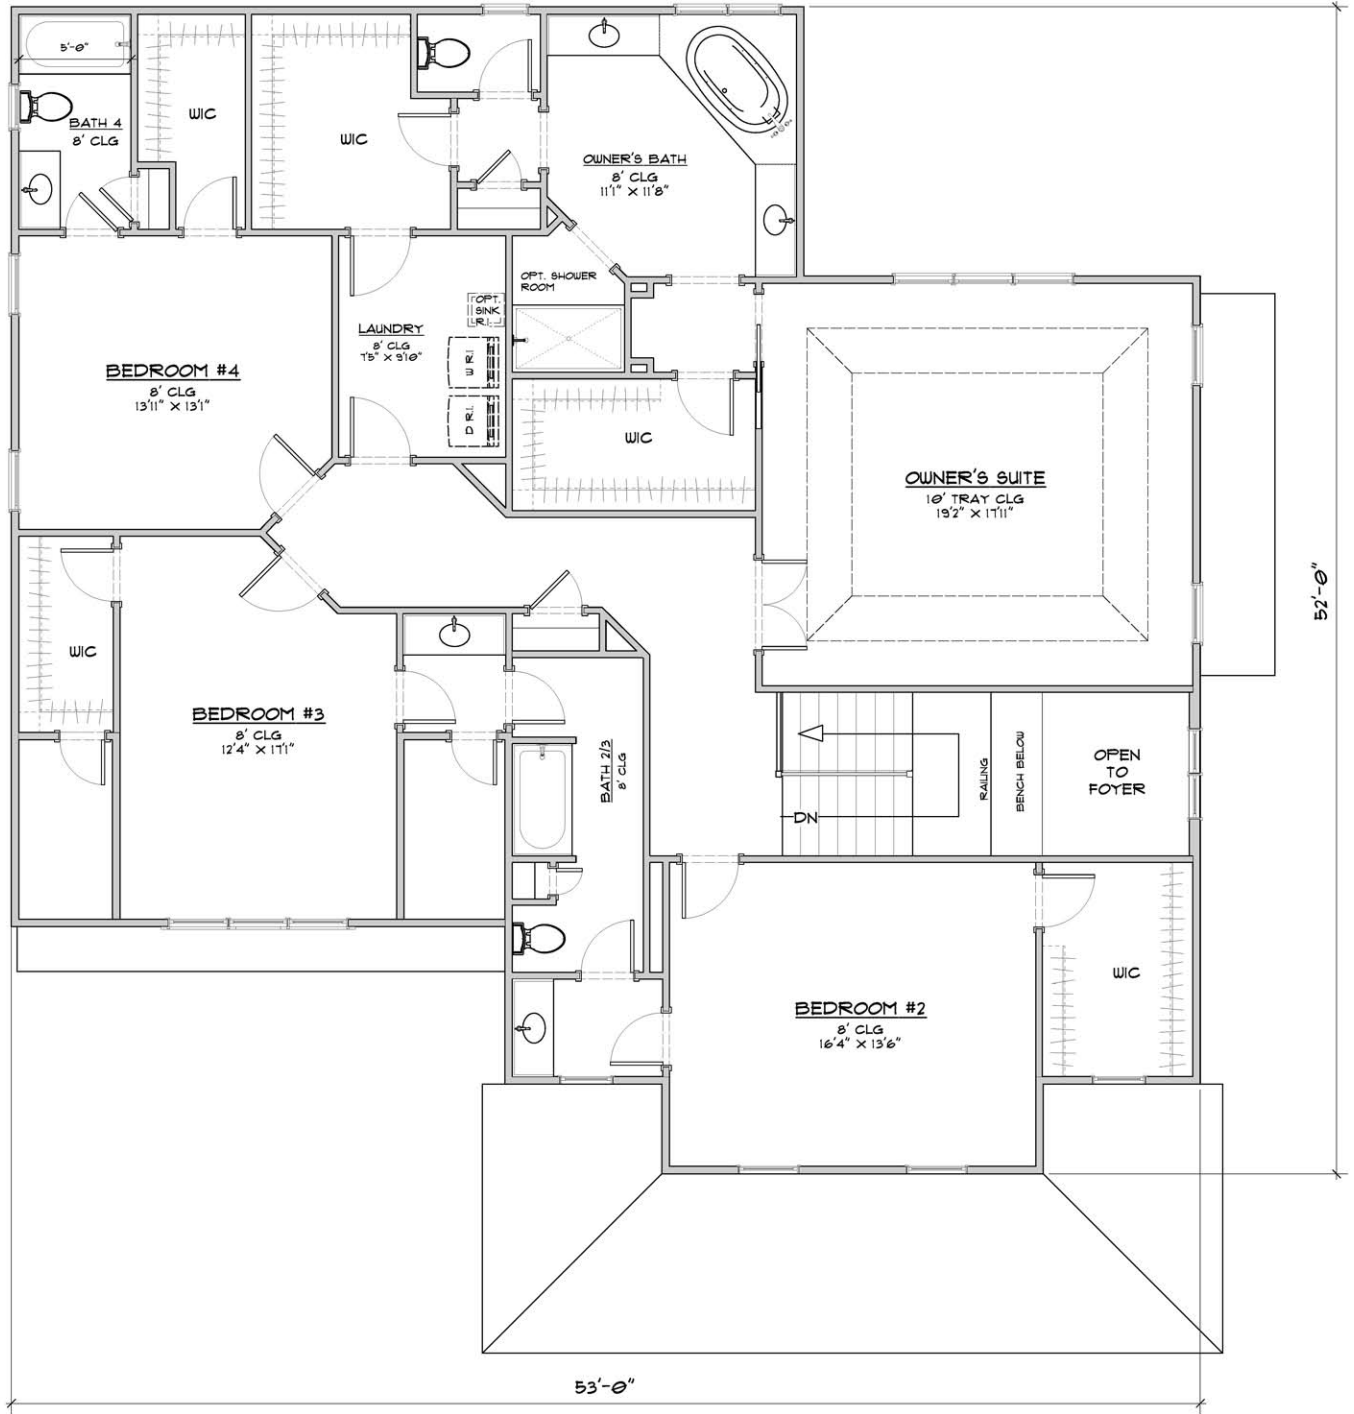 5'-0"
BATH 4
8' CLG
WIC
WIC
OWNER'S BATH
8' CLG
11'1" X 11'8"
OPT. SHOWER
ROOM
OPT.
SINK
R.I.
LAUNDRY
8' CLG
7'5" X 9'10"
W R.I.
D R.I.
BEDROOM #4
8' CLG
13'11" X 13'1"
WIC
OWNER'S SUITE
10' TRAY CLG
19'2" X 17'11"
52'-0"
WIC
BEDROOM #3
8' CLG
12'4" X 17'1"
BATH 2/3
8' CLG
DN
RAILING
BENCH BELOW
OPEN
TO
FOYER
BEDROOM #2
8' CLG
16'4" X 13'6"
WIC
53'-0"